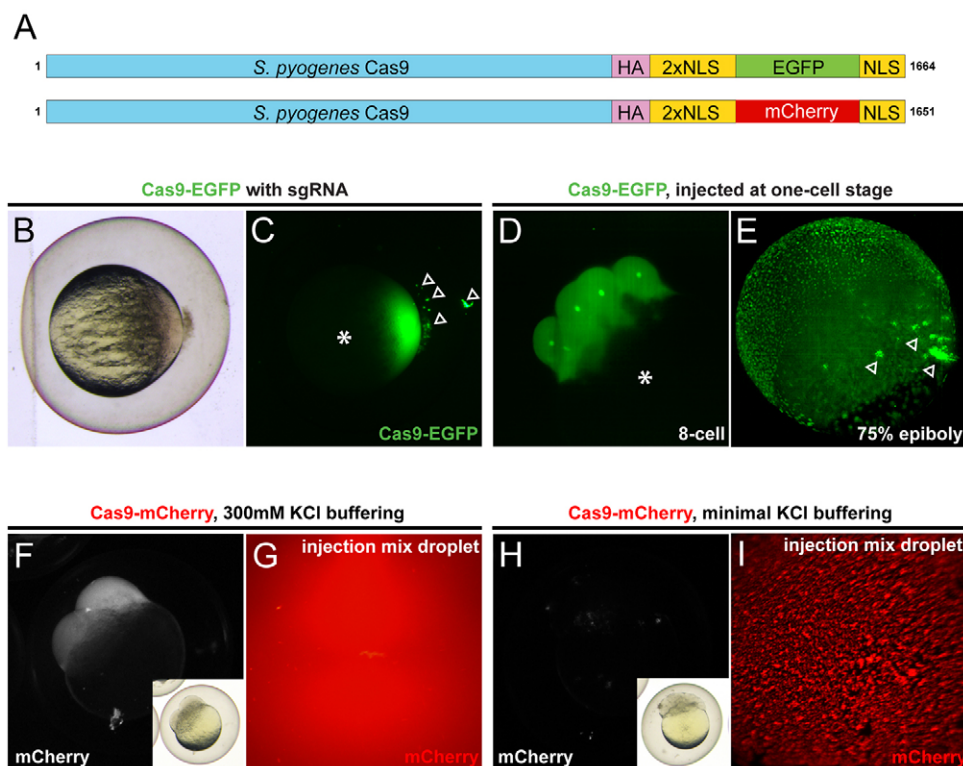 A
1 S. pyogenes Cas9 HA 2xNLS EGFP NLS 1664
1 S. pyogenes Cas9 HA 2xNLS mCherry NLS 1651
Cas9-EGFP with sgRNA
Cas9-EGFP, injected at one-cell stage
B
C
*
Cas9-EGFP
D
*
8-cell
E
75% epiboly
Cas9-mCherry, 300mM KCl buffering
Cas9-mCherry, minimal KCl buffering
F
mCherry
G
injection mix droplet
mCherry
H
mCherry
I
injection mix droplet
mCherry